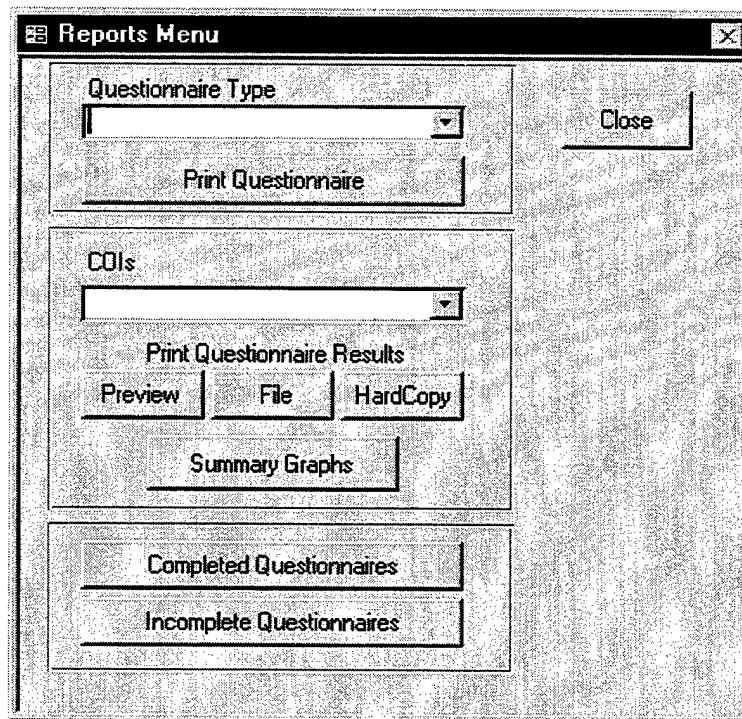 Reports Menu
Questionnaire Type
Close
Print Questionnaire
COIs
Print Questionnaire Results
Preview File HardCopy
Summary Graphs
Completed Questionnaires
Incomplete Questionnaires